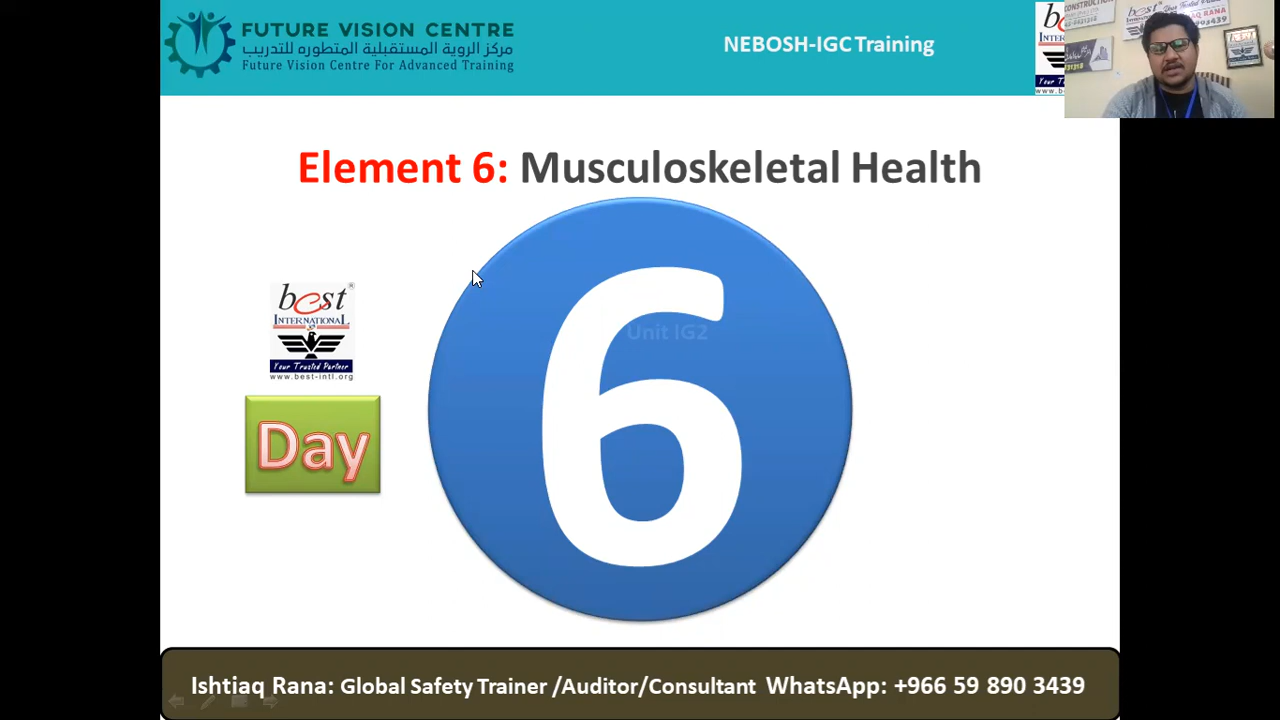 FUTURE VISION CENTRE
مركز الروية المستقبلية المتطوره للتدريب
Future Vision Centre For Advanced Training
NEBOSH-IGC Training
Element 6: Musculoskeletal Health
6
Unit IG2
best
INTERNATIONAL
Your Trusted Partner
www.best-intl.org
Day
Ishtiaq Rana: Global Safety Trainer /Auditor/Consultant WhatsApp: +966 59 890 3439